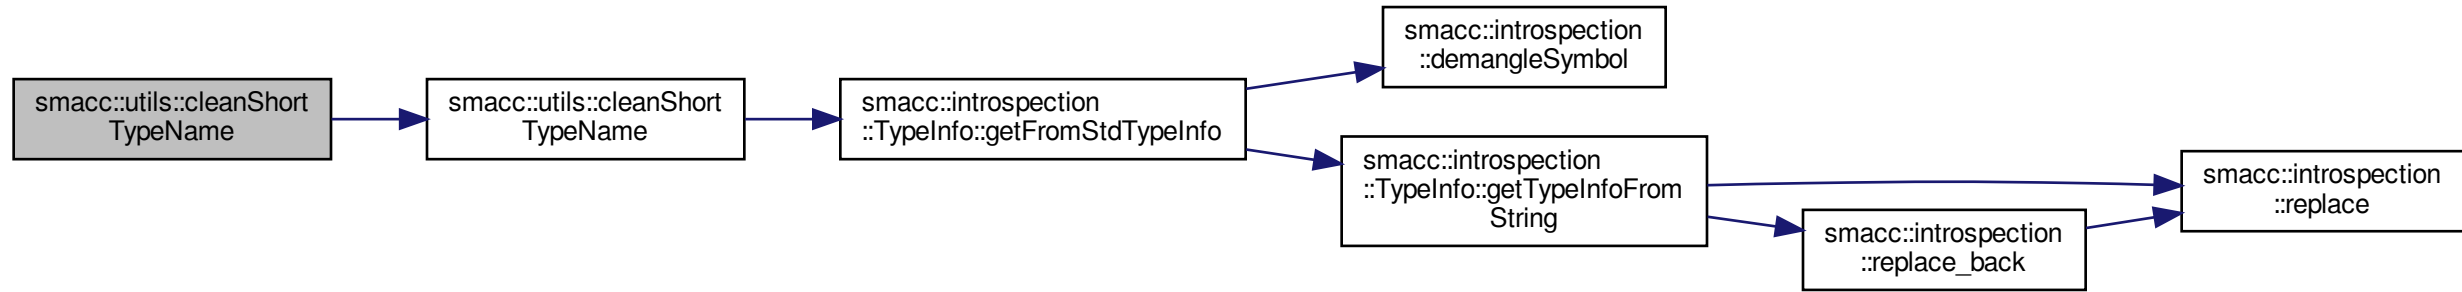 smacc::utils::cleanShort
TypeName
smacc::utils::cleanShort
TypeName
smacc::introspection
::TypeInfo::getFromStdTypeInfo
smacc::introspection
::demangleSymbol
smacc::introspection
::TypeInfo::getTypeInfoFrom
String
smacc::introspection
::replace_back
smacc::introspection
::replace